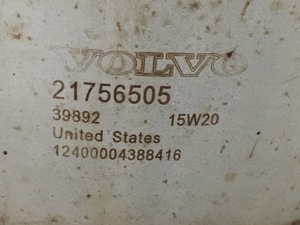 VOLVO
21756505
39892 15W20
United States
12400004388416